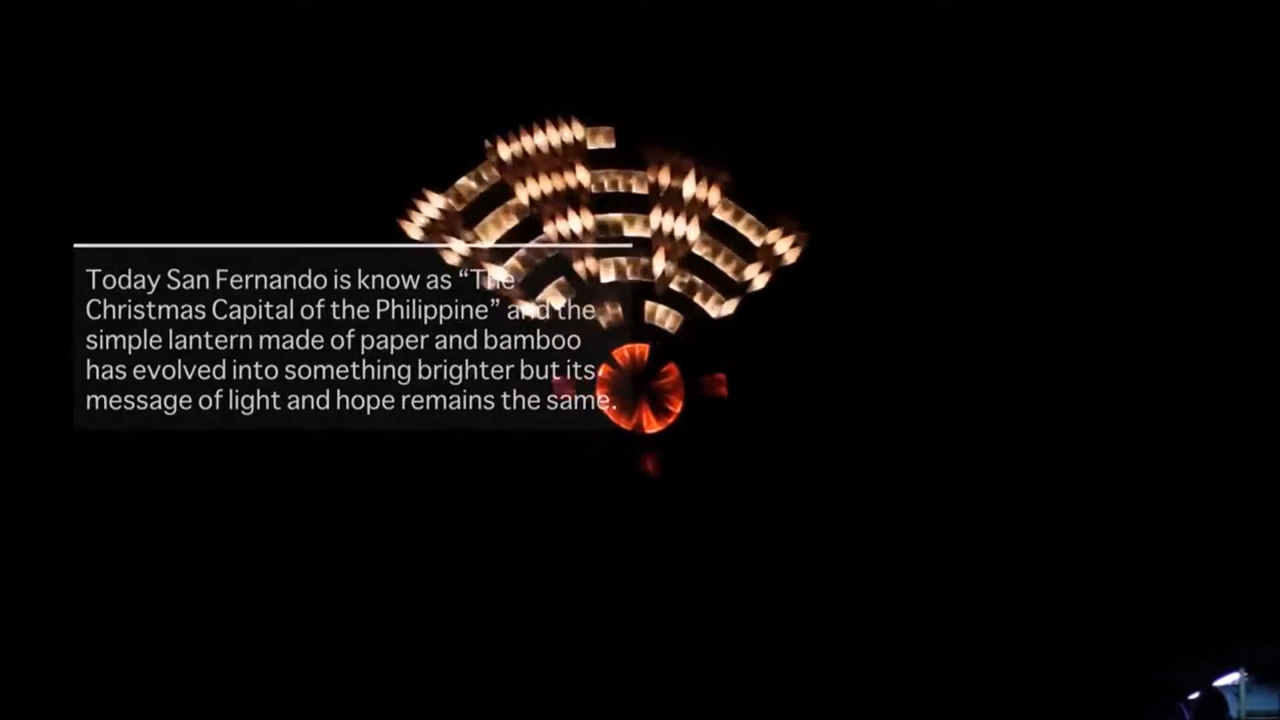 Today San Fernando is know as “The
Christmas Capital of the Philippine” and the
simple lantern made of paper and bamboo
has evolved into something brighter but its
message of light and hope remains the same.